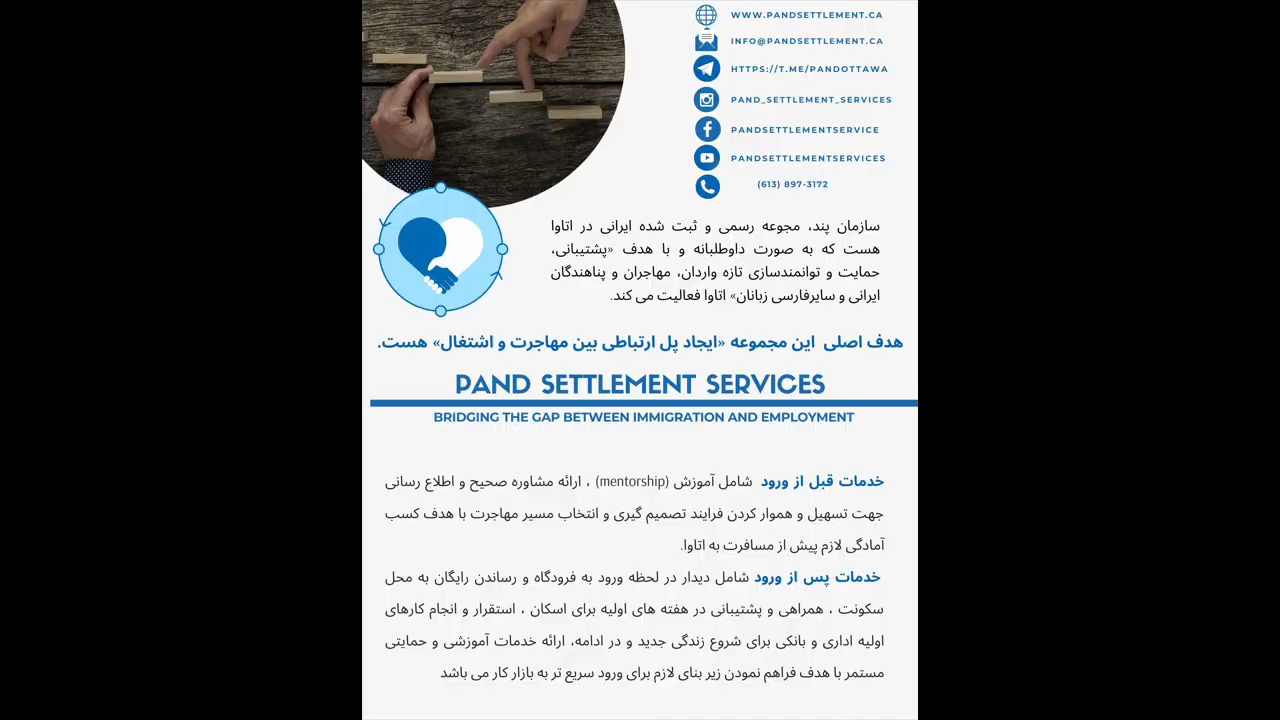 WWW.PANDSETTLEMENT.CA
INFO@PANDSETTLEMENT.CA
HTTPS://T.ME/PANDOTTAWA
PAND_SETTLEMENT_SERVICES
PANDSETTLEMENTSERVICE
PANDSETTLEMENTSERVICES
(613) 897-3172
سازمان پند، مجوعه رسمی و ثبت شده ایرانی در اتاوا
هست که به صورت داوطلبانه و با هدف «پشتیبانی،
حمایت و توانمندسازی تازه واردان، مهاجران و پناهندگان
ایرانی و سایرفارسی زبانان» اتاوا فعالیت می کند.
هدف اصلی این مجموعه «ایجاد پل ارتباطی بین مهاجرت و اشتغال» هست.
PAND SETTLEMENT SERVICES
BRIDGING THE GAP BETWEEN IMMIGRATION AND EMPLOYMENT
خدمات قبل از ورود شامل آموزش (mentorship) ، ارائه مشاوره صحیح و اطلاع رسانی
جهت تسهیل و هموار کردن فرایند تصمیم گیری و انتخاب مسیر مهاجرت با هدف کسب
آمادگی لازم پیش از مسافرت به اتاوا.
خدمات پس از ورود شامل دیدار در لحظه ورود به فرودگاه و رساندن رایگان به محل
سکونت ، همراهی و پشتیبانی در هفته های اولیه برای اسکان ، استقرار و انجام کارهای
اولیه اداری و بانکی برای شروع زندگی جدید و در ادامه، ارائه خدمات آموزشی و حمایتی
مستمر با هدف فراهم نمودن زیر بنای لازم برای ورود سریع تر به بازار کار می باشد